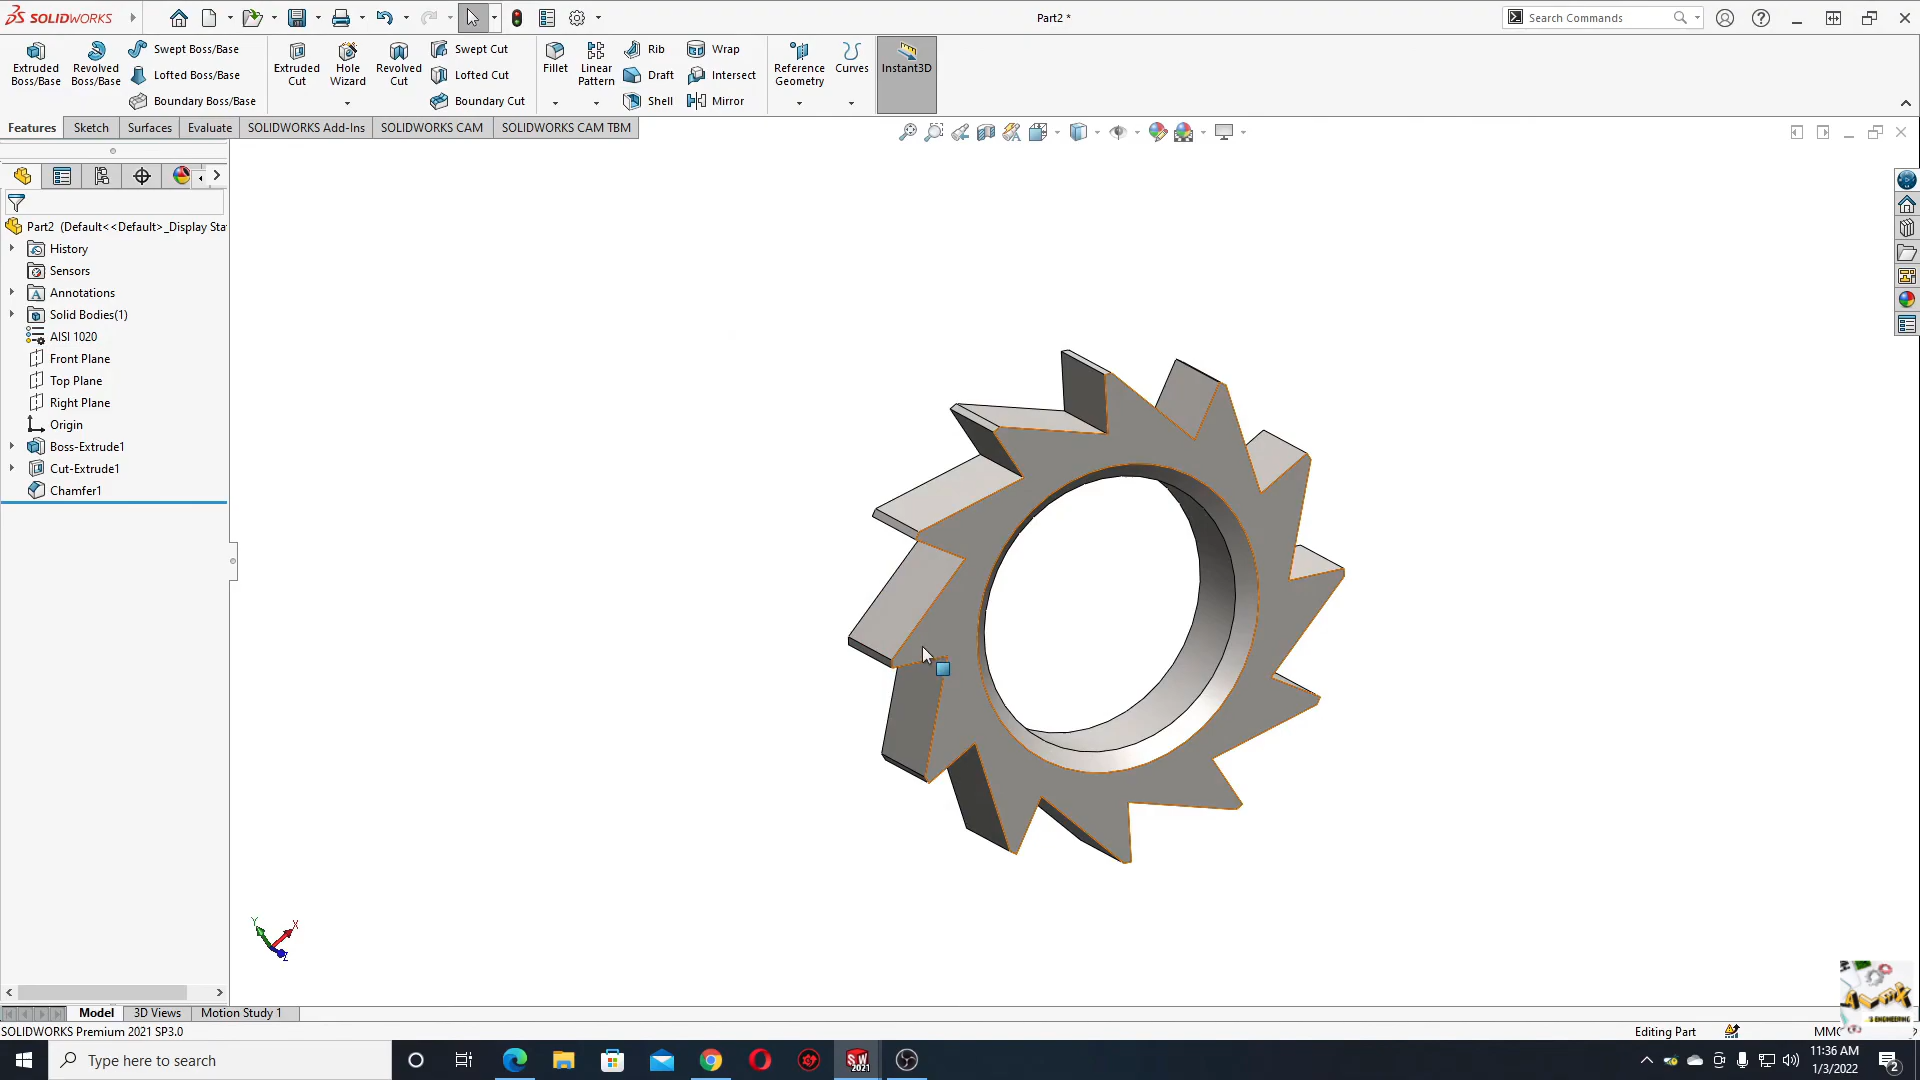 SOLIDWORKS
Part2 *
Search Commands
Extruded Boss/Base
Revolved Boss/Base
Swept Boss/Base
Lofted Boss/Base
Boundary Boss/Base
Extruded Cut
Hole Wizard
Revolved Cut
Swept Cut
Lofted Cut
Boundary Cut
Fillet
Linear Pattern
Rib
Draft
Shell
Wrap
Intersect
Mirror
Reference Geometry
Curves
Instant3D
Features
Sketch
Surfaces
Evaluate
SOLIDWORKS Add-Ins
SOLIDWORKS CAM
SOLIDWORKS CAM TBM
Part2 (Default<<Default>_Display Sta
History
Sensors
Annotations
Solid Bodies(1)
AISI 1020
Front Plane
Top Plane
Right Plane
Origin
Boss-Extrude1
Cut-Extrude1
Chamfer1
Y
X
Z
Model
3D Views
Motion Study 1
SOLIDWORKS Premium 2021 SP3.0
Editing Part
Type here to search
SW
2021
11:36 AM
1/3/2022
2